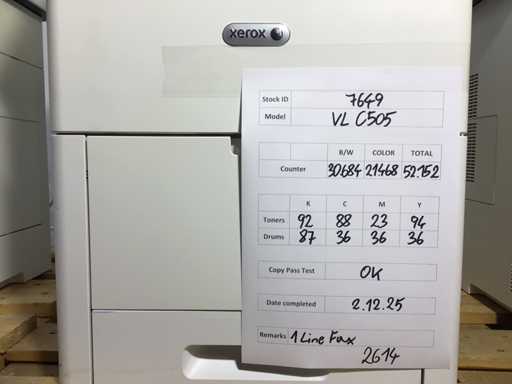 xerox
Stock ID 7649
Model VL C505
B/W COLOR TOTAL
Counter 30684 21468 52152
K C M Y
Toners 92 88 23 94
Drums 87 36 36 36
Copy Pass Test OK
Date completed 2.12.25
Remarks 1 Line Fax
2614